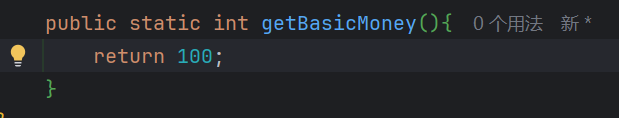 public static int getBasicMoney(){ 0个用法 新*
return 100;
}